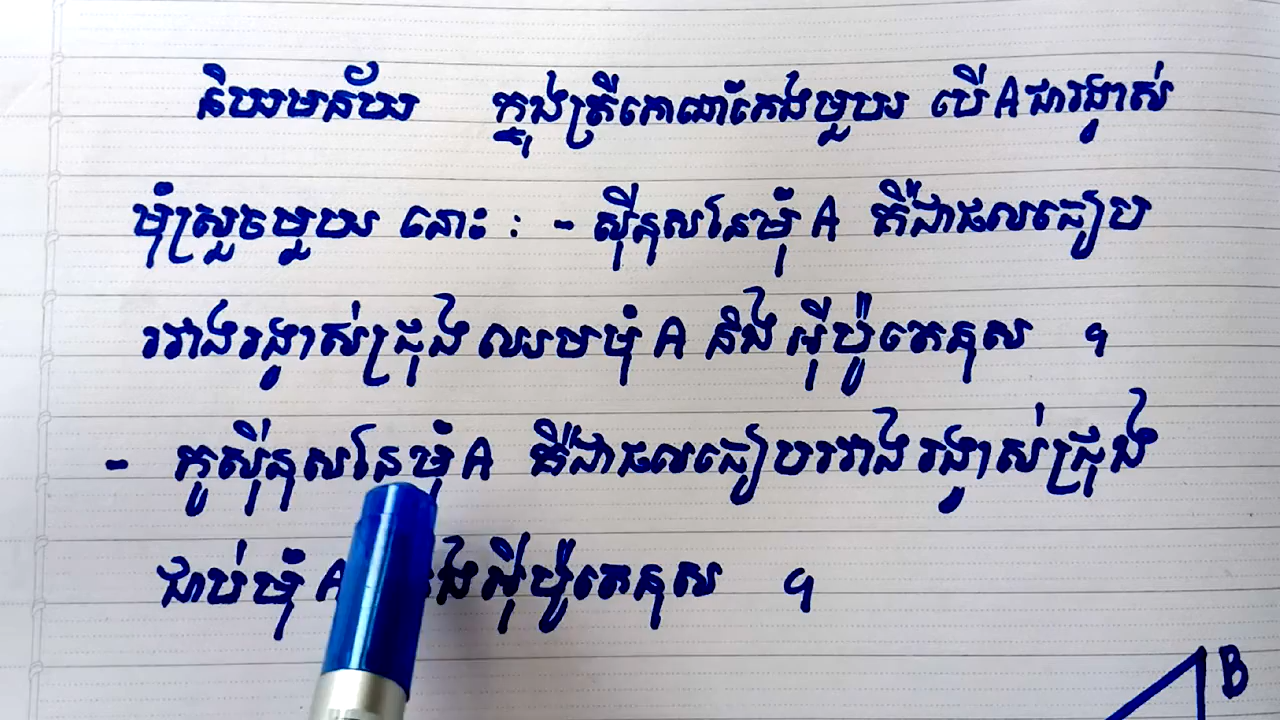 និយមន័យ ក្នុងត្រីកោណកែងមួយ បើ A ជារង្វាស់
មុំស្រួចមួយ នោះ : - ស៊ីនុសនៃមុំ A គឺជាផលធៀប
រវាងរង្វាស់ជ្រុងឈមមុំ A និងអ៊ីប៉ូតេនុស ។
- កូស៊ីនុសនៃមុំ A គឺជាផលធៀបរវាងរង្វាស់ជ្រុង
ជាប់មុំ A អ៊ីប៉ូតេនុស ។
B